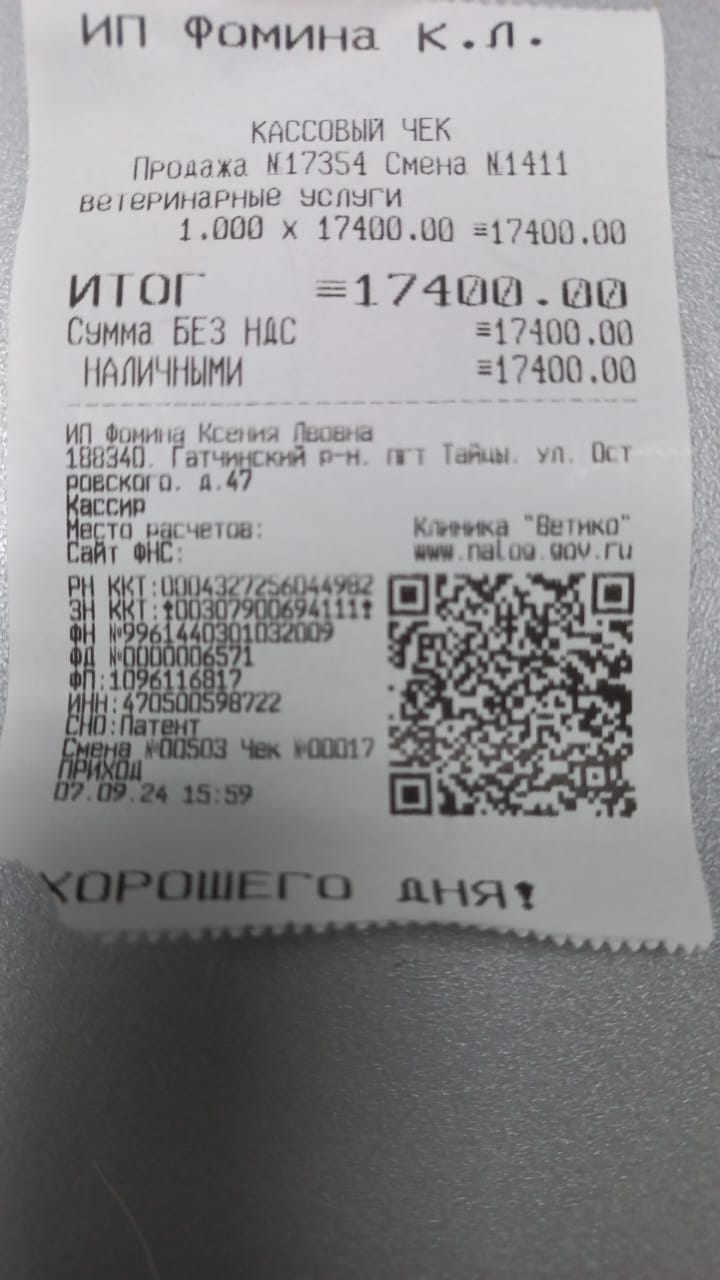 ИП Фомина К.Л.
КАССОВЫЙ ЧЕК
Продажа №17354 Смена №1411
ветеринарные услуги
1.000 х 17400.00 ≡17400.00
ИТОГ ≡17400.00
Сумма БЕЗ НДС ≡17400.00
НАЛИЧНЫМИ ≡17400.00
ИП Фомина Ксения Львовна
188340. Гатчинский р-н. пгт Тайцы. ул. Ост
ровского. д.47
Кассир
Место расчетов: Клиника "Ветико"
Сайт ФНС: www.nalog.gov.ru
РН ККТ:0004327256044982
ЗН ККТ:!00307900694111!
ФН №9961440301032009
ФД №0000006571
ФП:1096116817
ИНН:470500598722
СНО:Патент
Смена №00503 Чек №00017
ПРИХОД
07.09.24 15:59
ХОРОШЕГО ДНЯ!